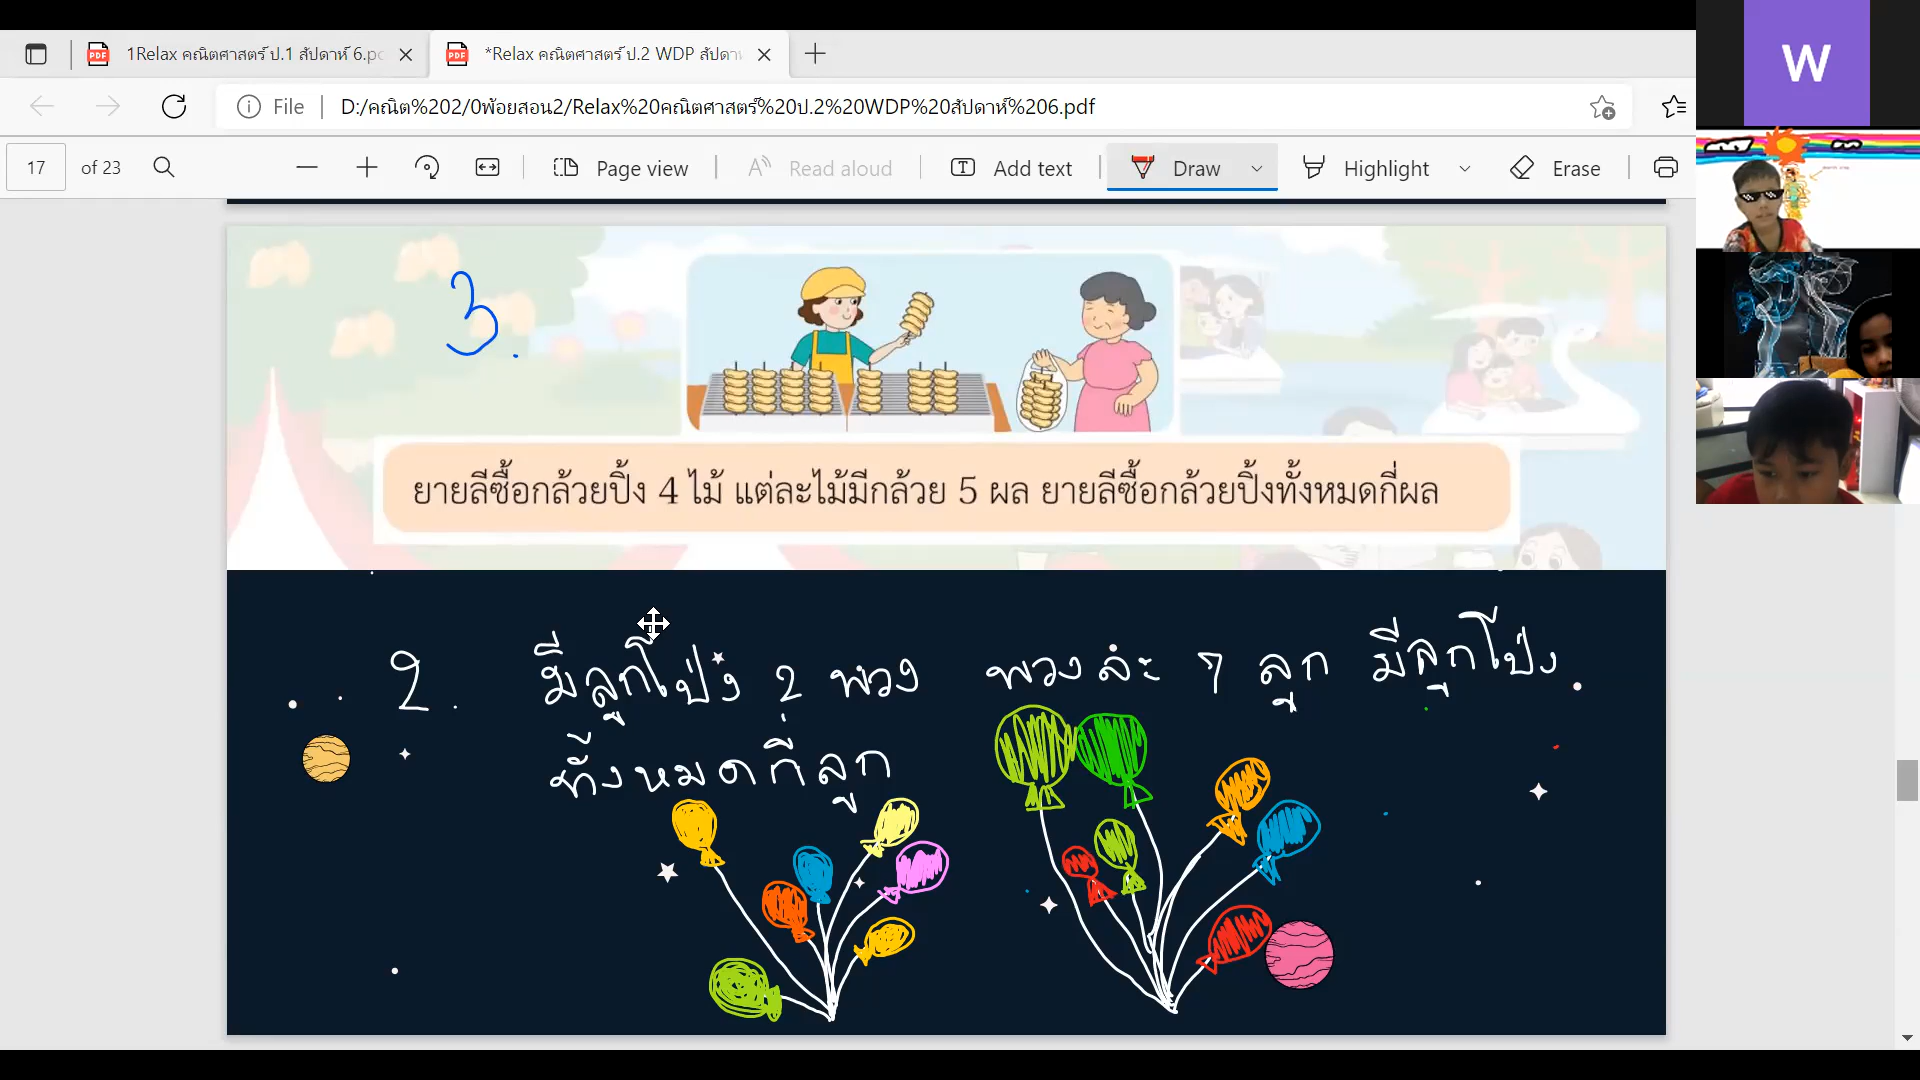 1Relax คณิตศาสตร์ ป.1 สัปดาห์ 6.pd
*Relax คณิตศาสตร์ ป.2 WDP สัปดาห
File
D:/คณิต%202/0พ้อยสอน2/Relax%20คณิตศาสตร์%20ป.2%20WDP%20สัปดาห์%206.pdf
17 of 23
Page view
Read aloud
Add text
Draw
Highlight
Erase
W
3.
ยายลีซื้อกล้วยปิ้ง 4 ไม้ แต่ละไม้มีกล้วย 5 ผล ยายลีซื้อกล้วยปิ้งทั้งหมดกี่ผล
2. มีลูกโป่ง 2 พวง พวงละ 7 ลูก มีลูกโป่ง
ทั้งหมดกี่ลูก